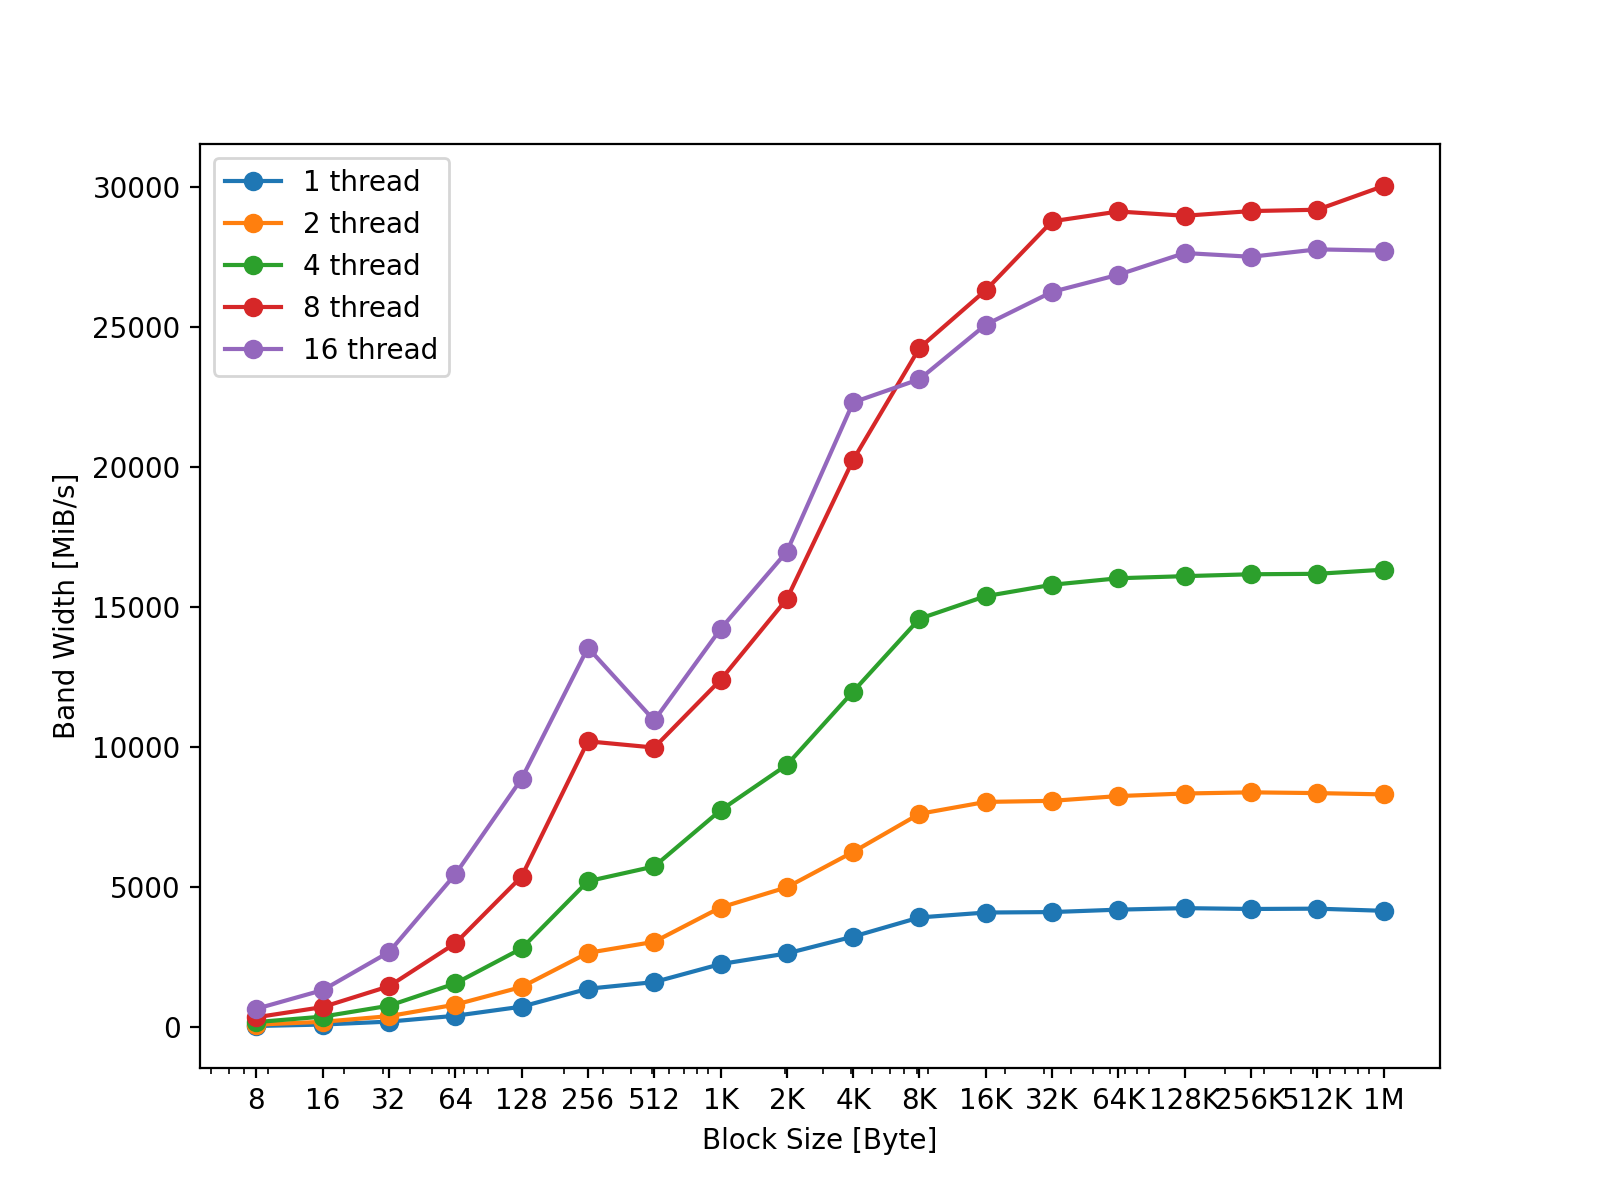 1 thread
2 thread
4 thread
8 thread
16 thread
30000
25000
20000
15000
10000
5000
0
Band Width [MiB/s]
8 16 32 64 128 256 512 1K 2K 4K 8K 16K 32K 64K 128K 256K 512K 1M
Block Size [Byte]